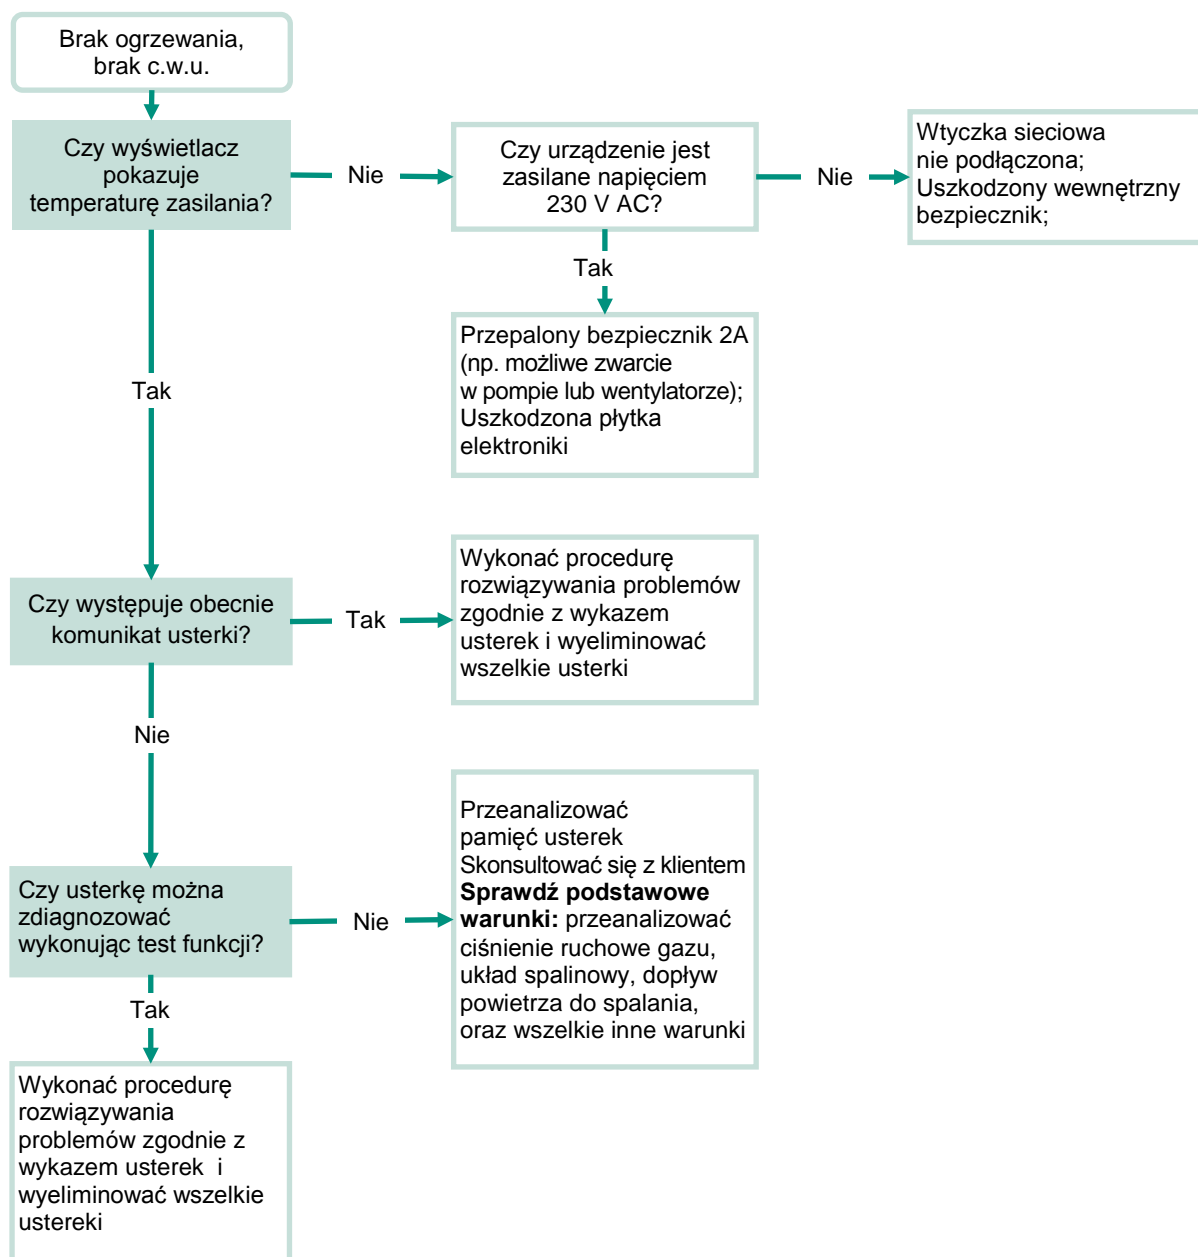 Brak ogrzewania,
brak c.w.u.
Czy wyświetlacz
pokazuje
temperaturę zasilania?
Nie
Czy urządzenie jest
zasilane napięciem
230 V AC?
Nie
Wtyczka sieciowa
nie podłączona;
Uszkodzony wewnętrzny
bezpiecznik;
Tak
Przepalony bezpiecznik 2A
(np. możliwe zwarcie
w pompie lub wentylatorze);
Uszkodzona płytka
elektroniki
Tak
Czy występuje obecnie
komunikat usterki?
Tak
Wykonać procedurę
rozwiązywania problemów
zgodnie z wykazem
usterek i wyeliminować
wszelkie usterki
Nie
Czy usterkę można
zdiagnozować
wykonując test funkcji?
Nie
Przeanalizować
pamięć usterek
Skonsultować się z klientem
Sprawdź podstawowe
warunki: przeanalizować
ciśnienie ruchowe gazu,
układ spalinowy, dopływ
powietrza do spalania,
oraz wszelkie inne warunki
Tak
Wykonać procedurę
rozwiązywania
problemów zgodnie z
wykazem usterek i
wyeliminować wszelkie
ustereki